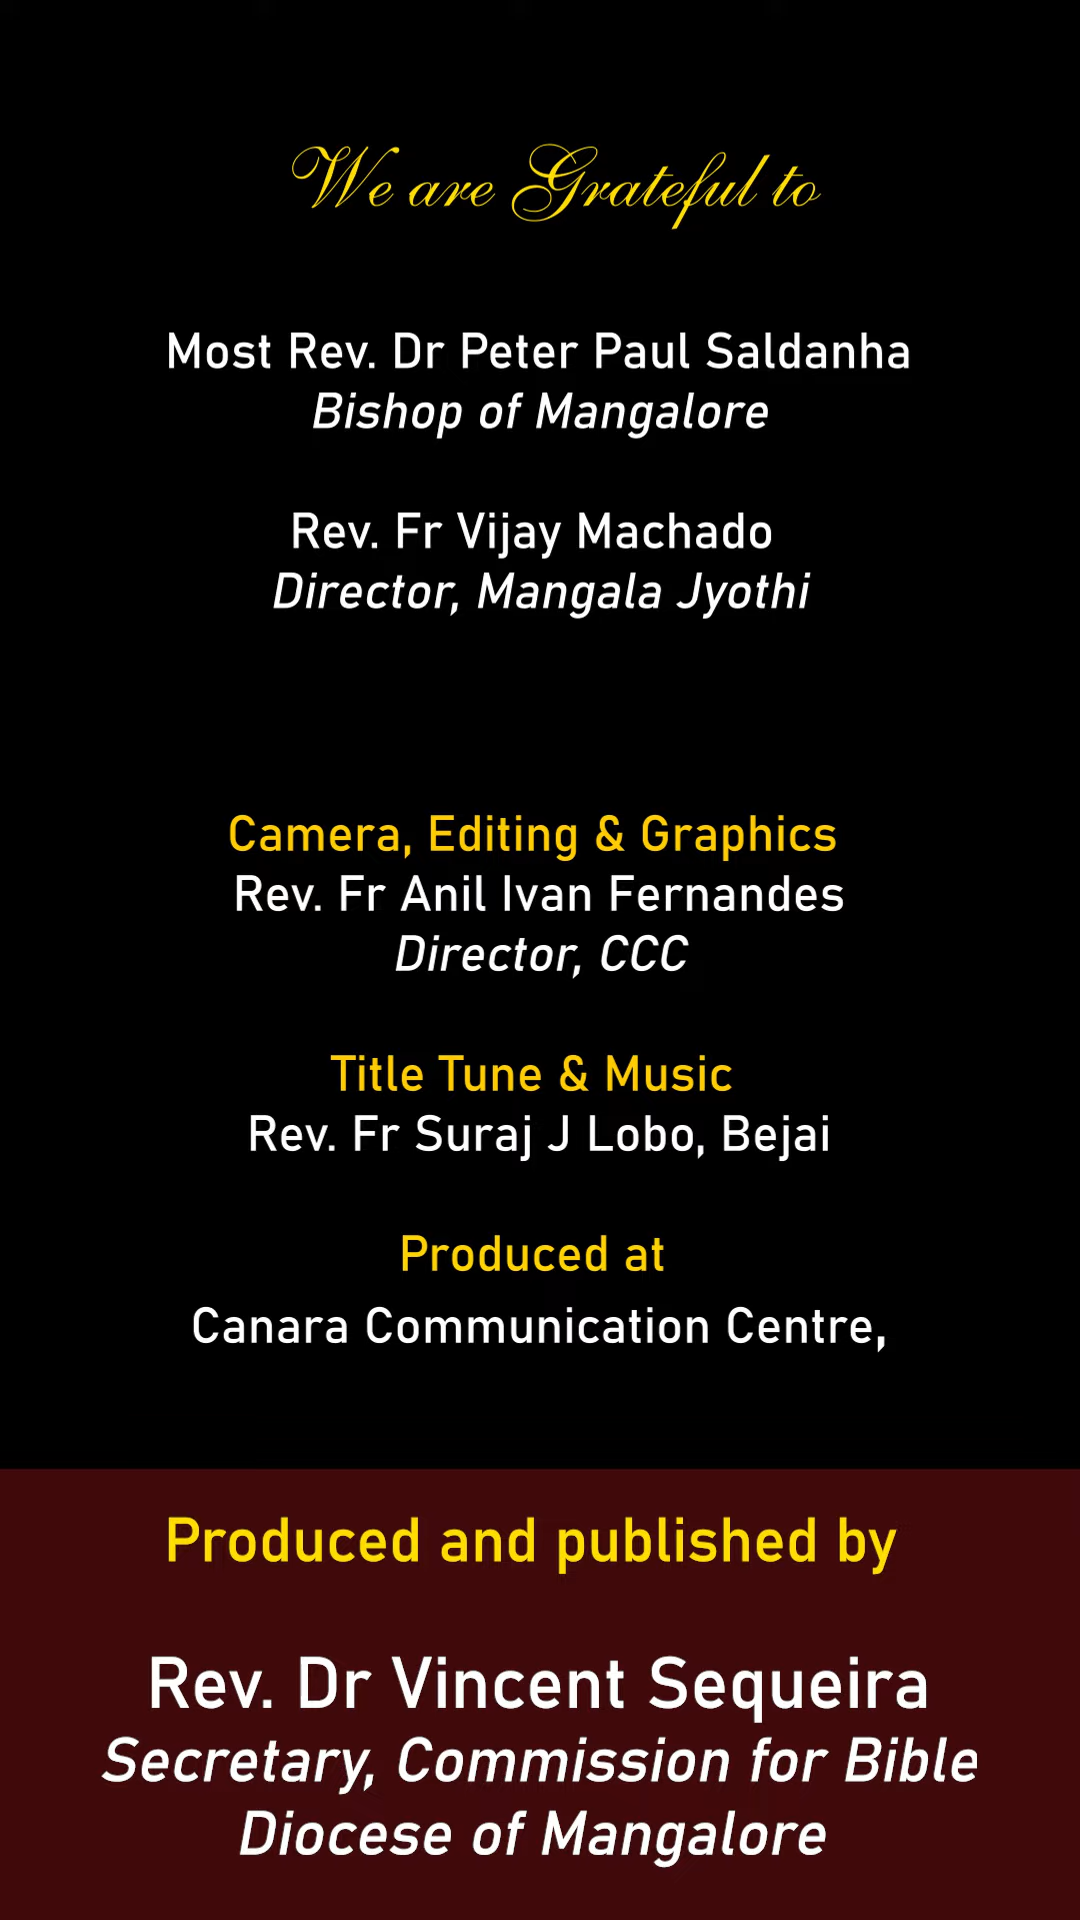 We are Grateful to
Most Rev. Dr Peter Paul Saldanha
Bishop of Mangalore
Rev. Fr Vijay Machado
Director, Mangala Jyothi
Camera, Editing & Graphics
Rev. Fr Anil Ivan Fernandes
Director, CCC
Title Tune & Music
Rev. Fr Suraj J Lobo, Bejai
Produced at
Canara Communication Centre,
Produced and published by
Rev. Dr Vincent Sequeira
Secretary, Commission for Bible
Diocese of Mangalore